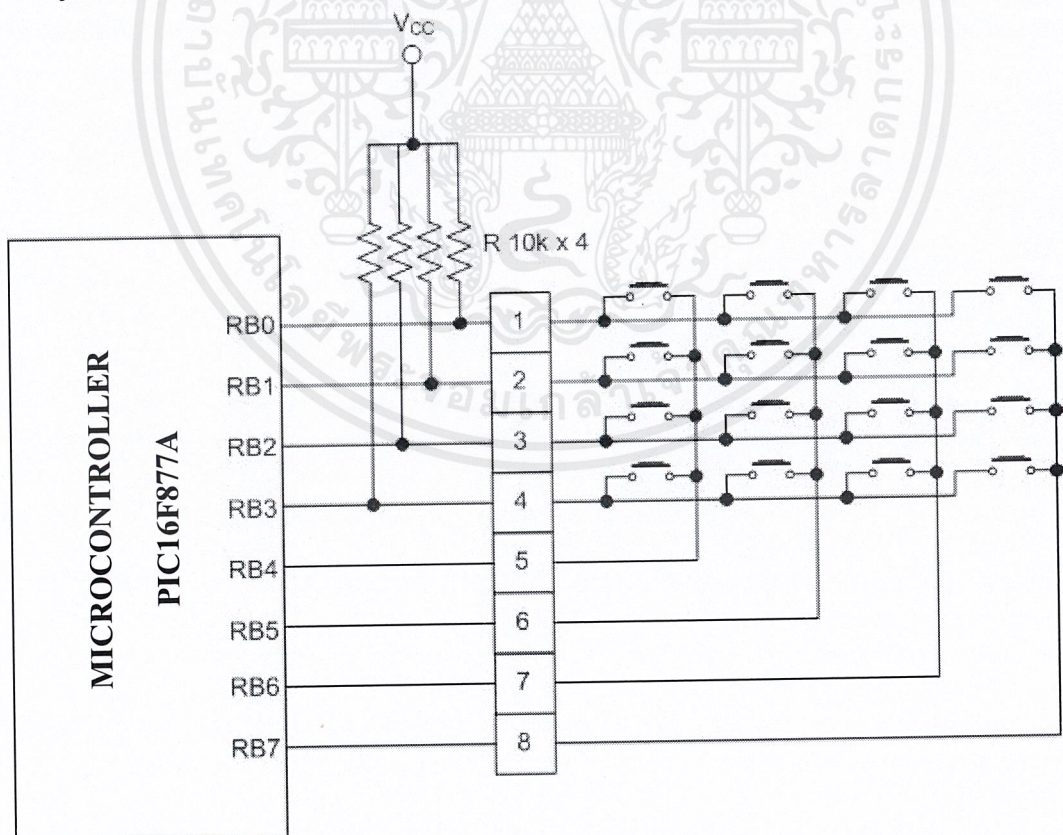 VCC
R 10k x 4
MICROCONTROLLER
PIC16F877A
RB0
RB1
RB2
RB3
RB4
RB5
RB6
RB7
1
2
3
4
5
6
7
8